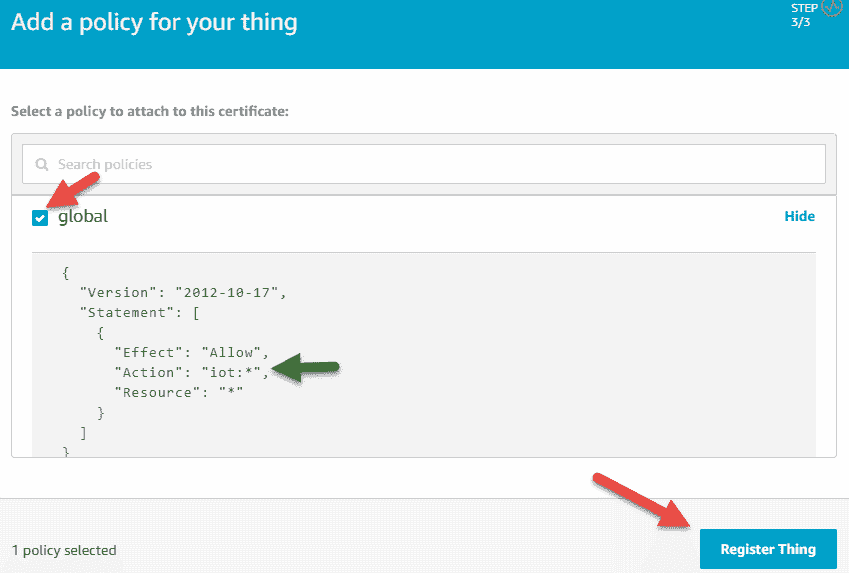 Add a policy for your thing
STEP
3/3
Select a policy to attach to this certificate:
Search policies
global
Hide
{
"Version": "2012-10-17",
"Statement": [
{
"Effect": "Allow",
"Action": "iot:*",
"Resource": "*"
}
]
}
1 policy selected
Register Thing